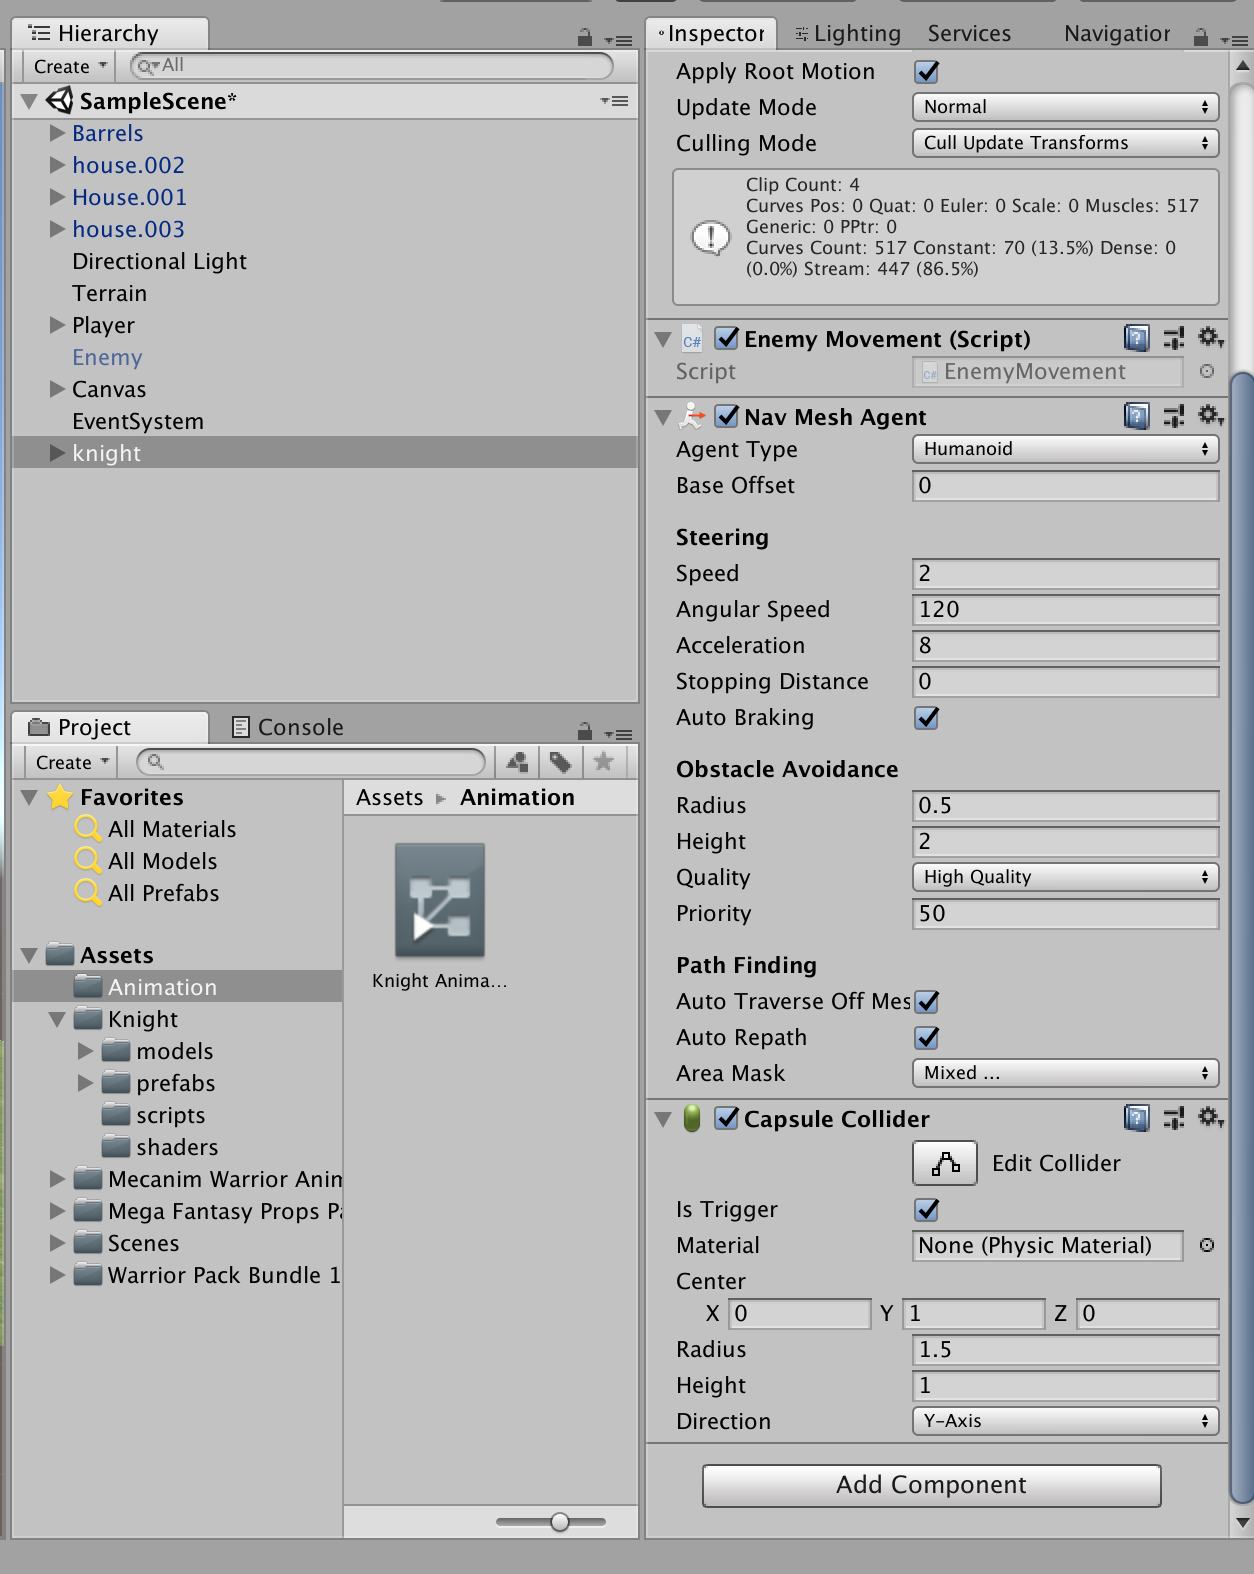 Hierarchy
Create
All
SampleScene*
Barrels
house.002
House.001
house.003
Directional Light
Terrain
Player
Enemy
Canvas
EventSystem
knight
Project
Console
Create
Favorites
All Materials
All Models
All Prefabs
Assets
Animation
Knight
models
prefabs
scripts
shaders
Mecanim Warrior Anim
Mega Fantasy Props Pa
Scenes
Warrior Pack Bundle 1
Assets
Animation
Knight Anima...
Inspector
Lighting
Services
Navigation
Apply Root Motion
Update Mode Normal
Culling Mode Cull Update Transforms
Clip Count: 4
Curves Pos: 0 Quat: 0 Euler: 0 Scale: 0 Muscles: 517
Generic: 0 PPtr: 0
Curves Count: 517 Constant: 70 (13.5%) Dense: 0
(0.0%) Stream: 447 (86.5%)
C# Enemy Movement (Script)
Script C# EnemyMovement
Nav Mesh Agent
Agent Type Humanoid
Base Offset 0
Steering
Speed 2
Angular Speed 120
Acceleration 8
Stopping Distance 0
Auto Braking
Obstacle Avoidance
Radius 0.5
Height 2
Quality High Quality
Priority 50
Path Finding
Auto Traverse Off Mes
Auto Repath
Area Mask Mixed ...
Capsule Collider
Edit Collider
Is Trigger
Material None (Physic Material)
Center
X 0 Y 1 Z 0
Radius 1.5
Height 1
Direction Y-Axis
Add Component